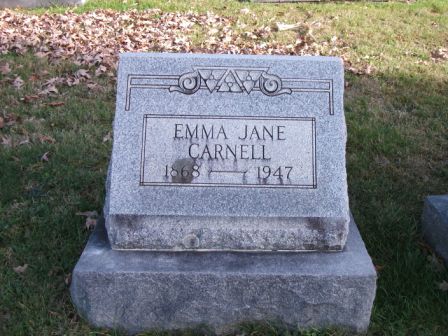 EMMA JANE
CARNELL
1868 — 1947